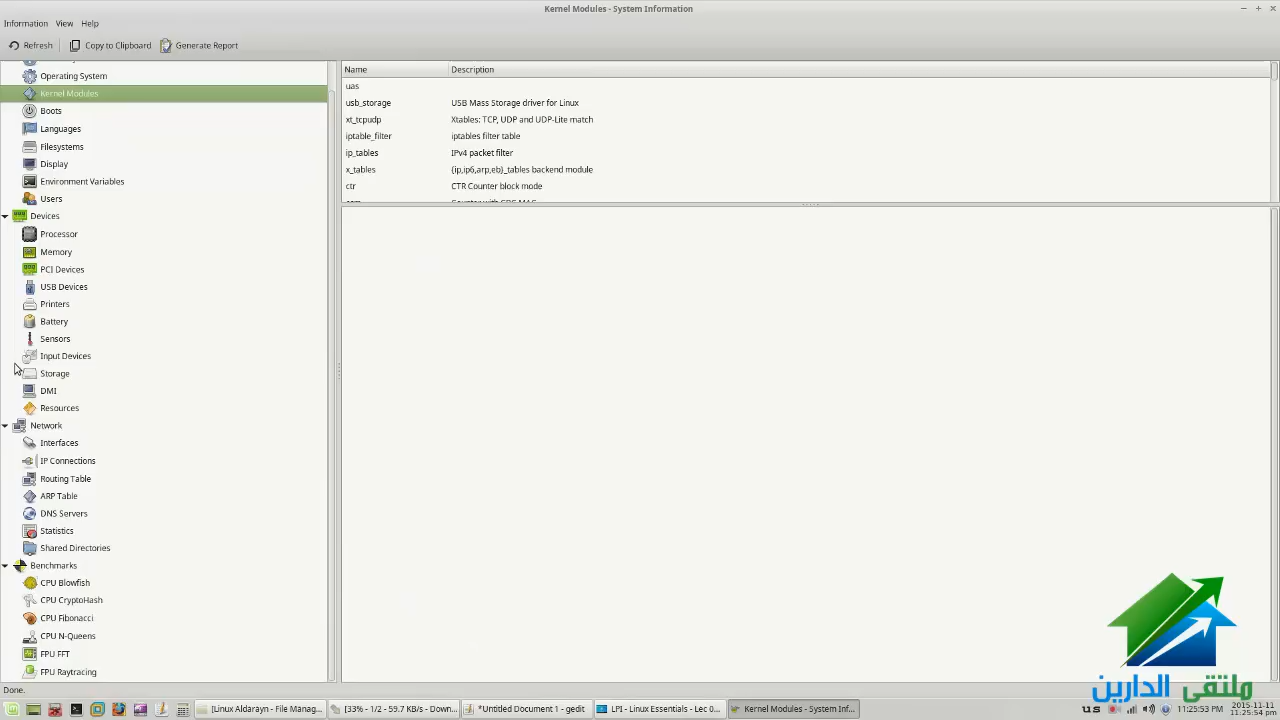 Kernel Modules - System Information
Information View Help
Refresh Copy to Clipboard Generate Report
Operating System
Kernel Modules
Boots
Languages
Filesystems
Display
Environment Variables
Users
Devices
Processor
Memory
PCI Devices
USB Devices
Printers
Battery
Sensors
Input Devices
Storage
DMI
Resources
Network
Interfaces
IP Connections
Routing Table
ARP Table
DNS Servers
Statistics
Shared Directories
Benchmarks
CPU Blowfish
CPU CryptoHash
CPU Fibonacci
CPU N-Queens
FPU FFT
FPU Raytracing
Name Description
uas
usb_storage USB Mass Storage driver for Linux
xt_tcpudp Xtables: TCP, UDP and UDP-Lite match
iptable_filter iptables filter table
ip_tables IPv4 packet filter
x_tables {ip,ip6,arp,eb}_tables backend module
ctr CTR Counter block mode
ملتقى الدارين
Done.
[Linux Aldarayn - File Manag... [33% - 1/2 - 59.7 KB - Down... *Untitled Document 1 - gedit LPI - Linux Essentials - Lec 0... Kernel Modules - System Inf...
us 11:25:53 PM
2015-11-11
11:25:54 pm